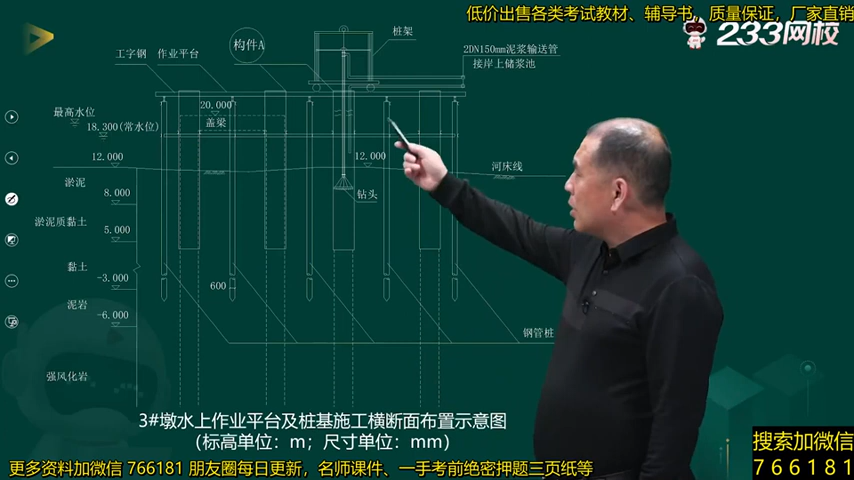 低价出售各类考试教材、辅导书，质量保证，厂家直销
233网校
工字钢
作业平台
构件A
桩架
2DN150mm泥浆输送管
接岸上储浆池
最高水位
20.000
盖梁
18.300(常水位)
12.000
12.000
河床线
淤泥
钻头
8.000
淤泥质黏土
5.000
黏土
-3.000
600
泥岩
-6.000
钢管桩
强风化岩
3#墩水上作业平台及桩基施工横断面布置示意图
（标高单位：m；尺寸单位：mm）
搜索加微信
766181
更多资料加微信 766181 朋友圈每日更新，名师课件、一手考前绝密押题三页纸等